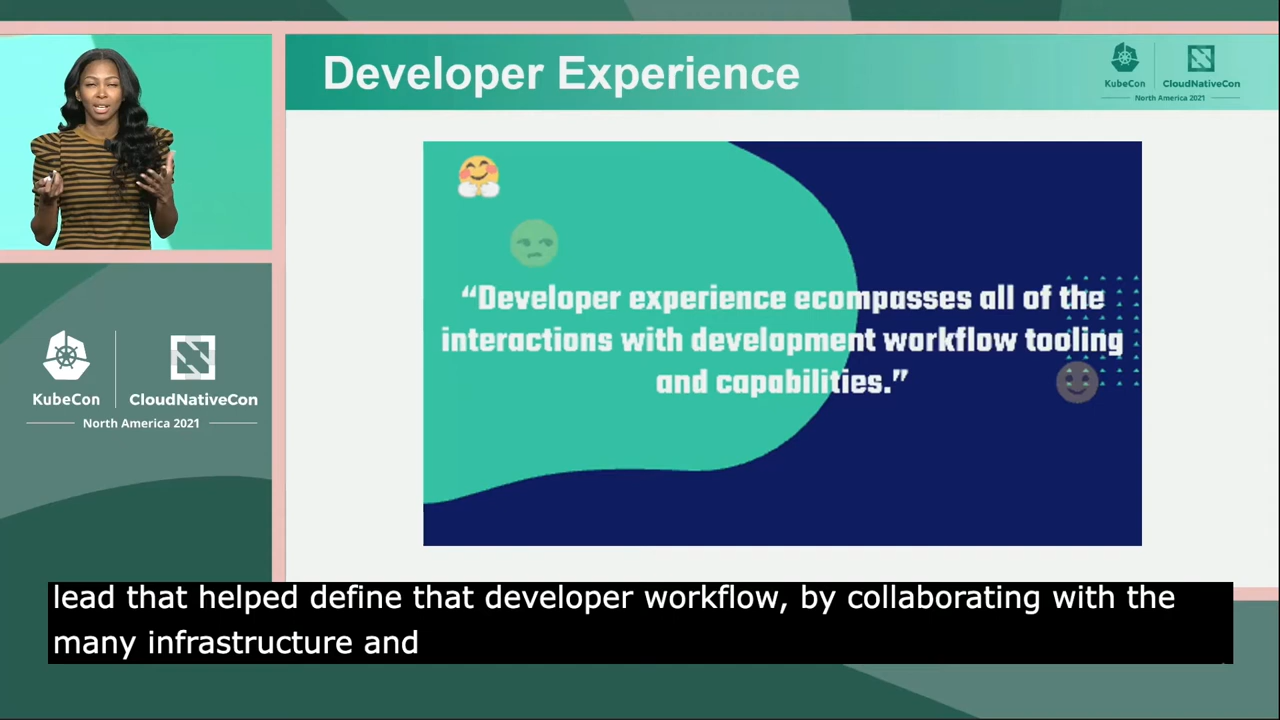 Developer Experience
KubeCon
CloudNativeCon
North America 2021
“Developer experience ecompasses all of the
interactions with development workflow tooling
and capabilities.”
KubeCon
CloudNativeCon
North America 2021
lead that helped define that developer workflow, by collaborating with the
many infrastructure and